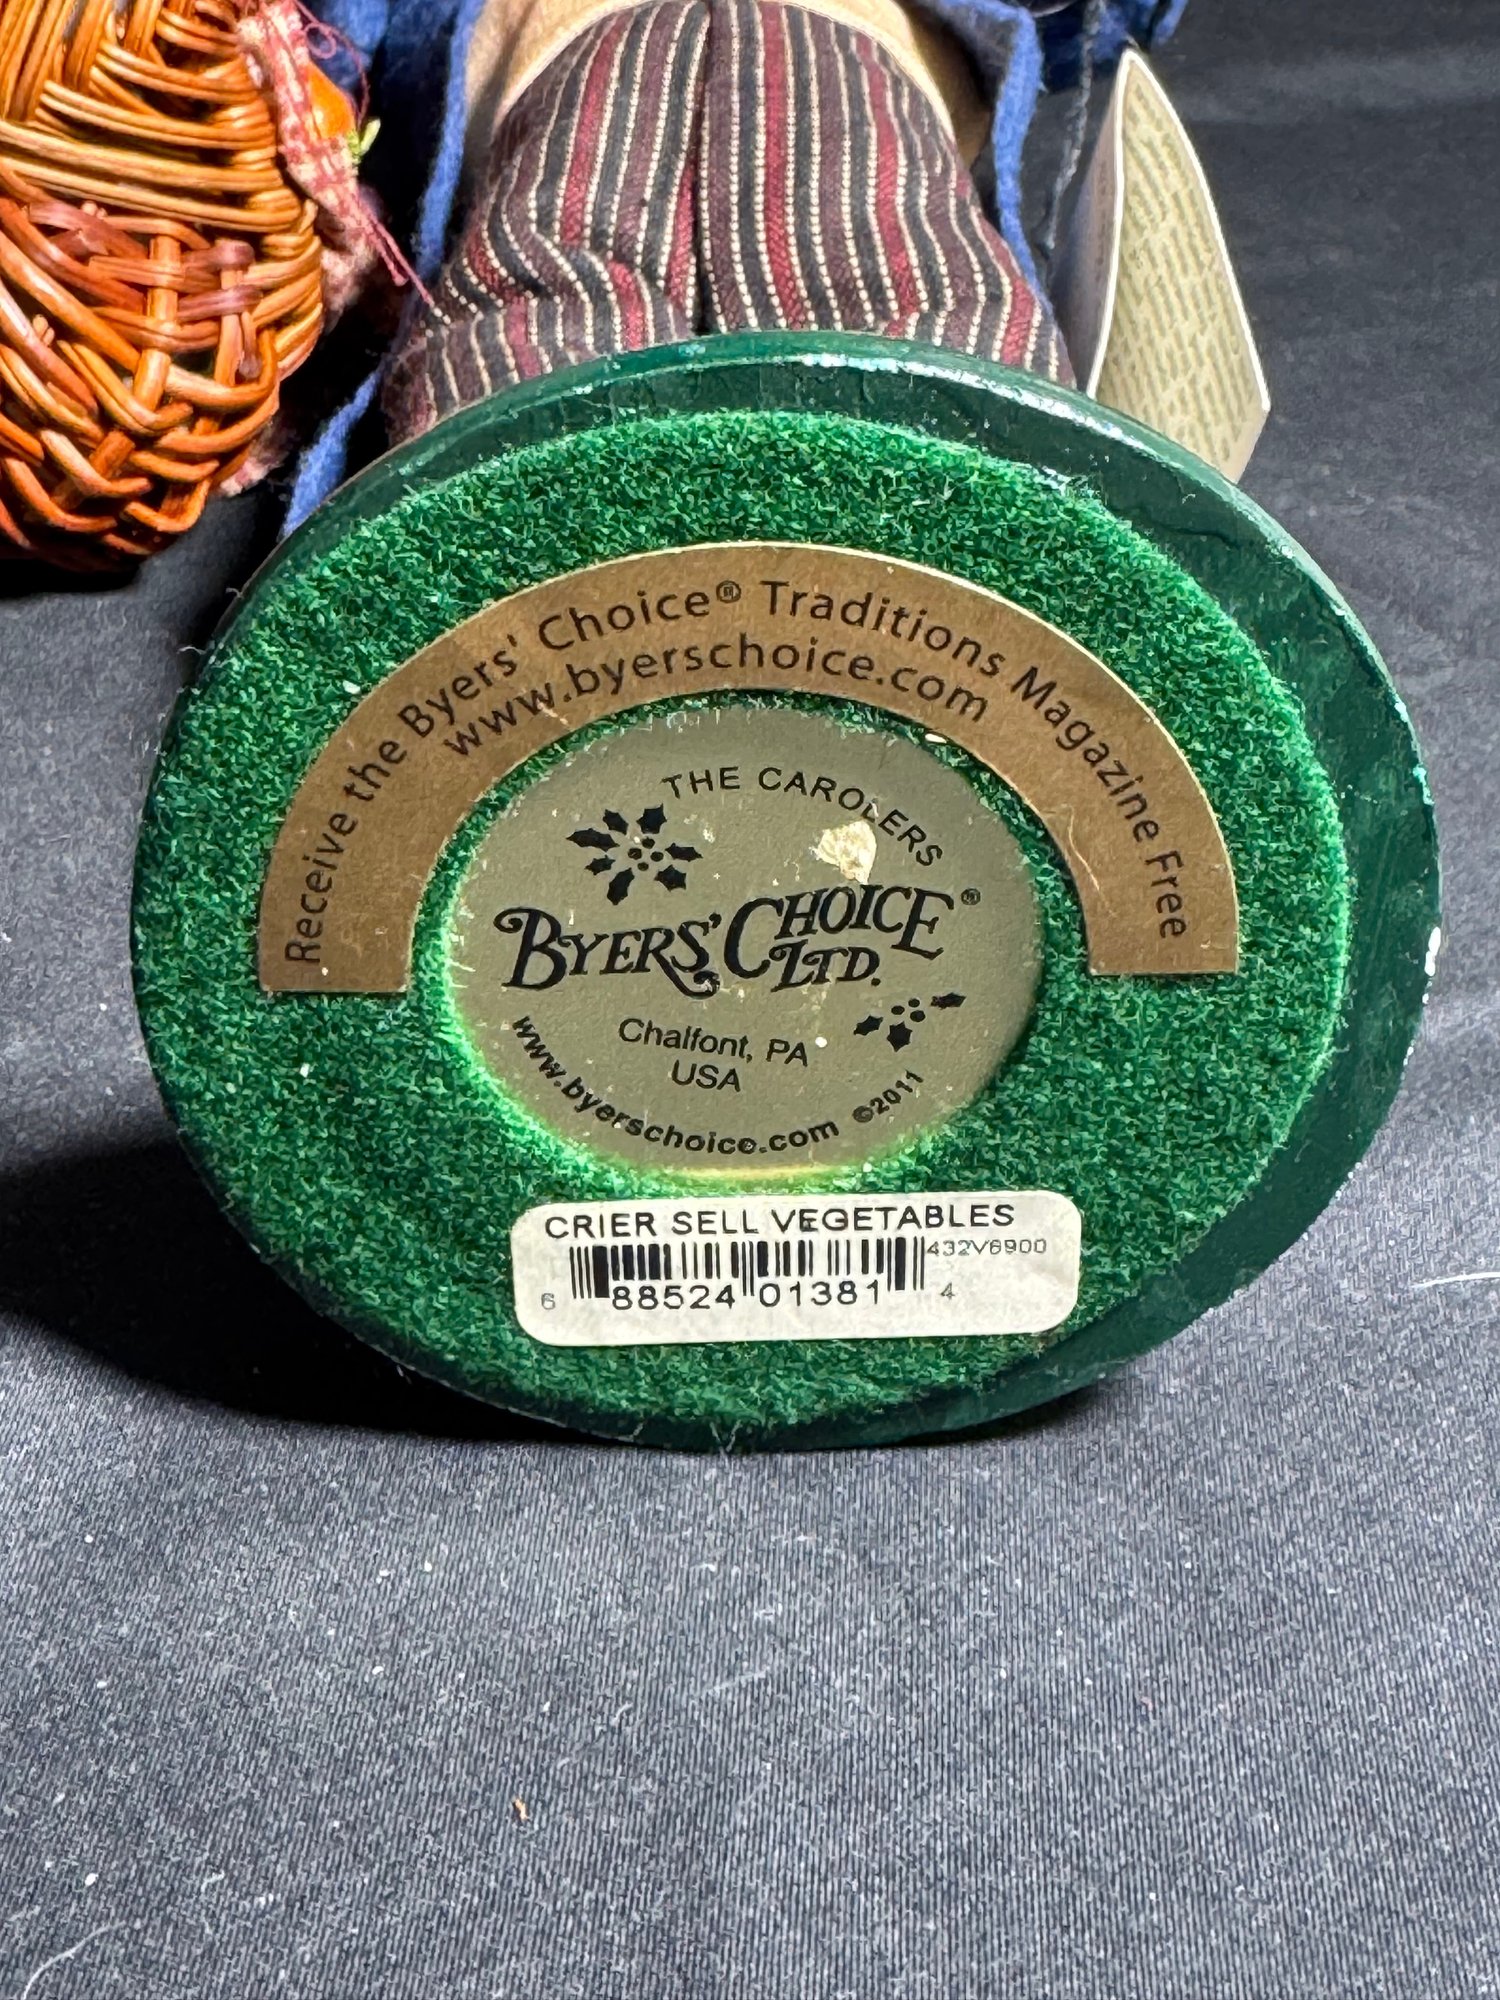 Receive the Byers' Choice® Traditions Magazine Free
www.byerschoice.com
THE CAROLERS
BYERS' CHOICE®
LTD.
Chalfont, PA
USA
www.byerschoice.com ©2011
CRIER SELL VEGETABLES
432V6900
6 88524 01381 4